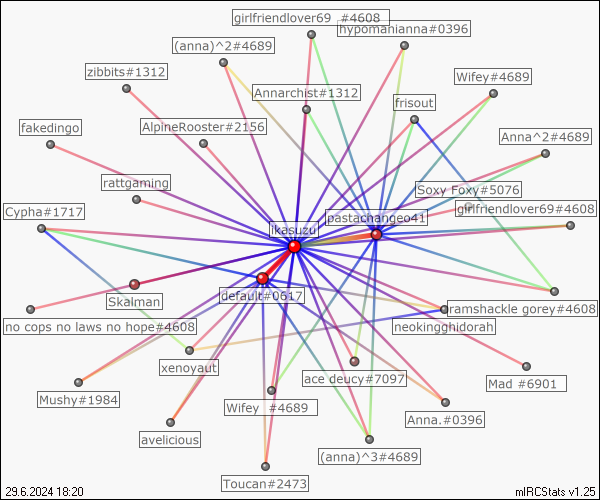 girlfriendlover69 #4608
hypomanianna#0396
(anna)^2#4689
zibbits#1312
Wifey#4689
Annarchist#1312
frisout
fakedingo
AlpineRooster#2156
Anna^2#4689
rattgaming
Soxy Foxy#5076
Cypha#1717
pastachangeo41
girlfriendlover69#4608
ikasuzu
Skalman
default#0617
ramshackle gorey#4608
no cops no laws no hope#4608
neokingghidorah
xenoyaut
ace deucy#7097
Mad #6901
Mushy#1984
Wifey #4689
Anna.#0396
avelicious
(anna)^3#4689
Toucan#2473
29.6.2024 18:20
mIRCStats v1.25